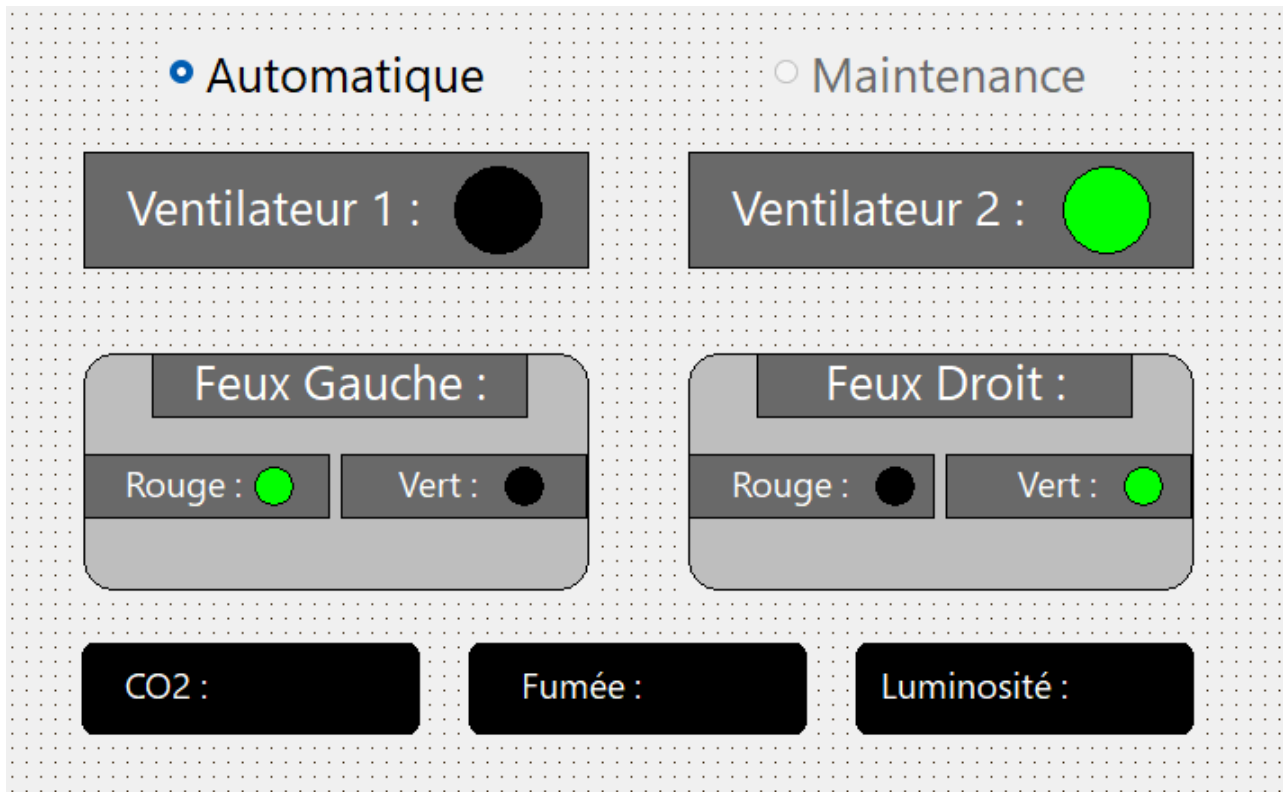 Automatique
Maintenance
Ventilateur 1 :
Ventilateur 2 :
Feux Gauche :
Rouge :
Vert :
Feux Droit :
Rouge :
Vert :
CO2 :
Fumée :
Luminosité :